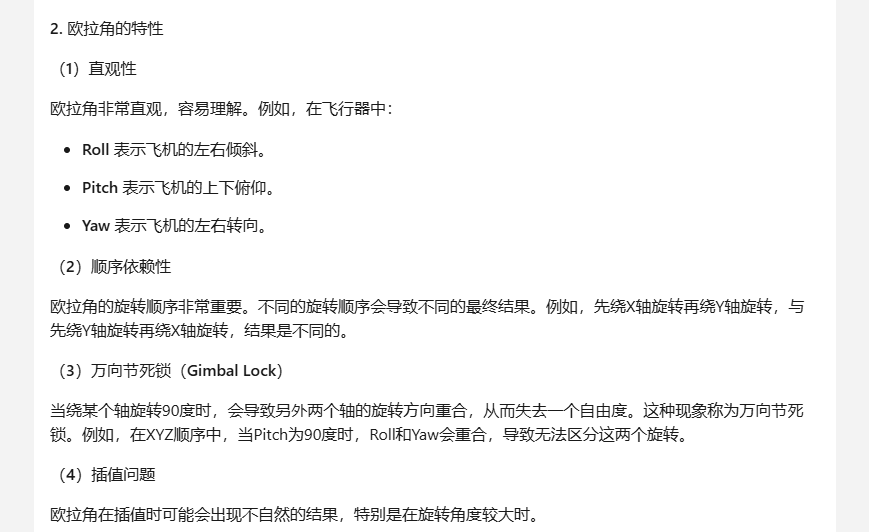 2. 欧拉角的特性
（1）直观性
欧拉角非常直观，容易理解。例如，在飞行器中：
• Roll 表示飞机的左右倾斜。
• Pitch 表示飞机的上下俯仰。
• Yaw 表示飞机的左右转向。
（2）顺序依赖性
欧拉角的旋转顺序非常重要。不同的旋转顺序会导致不同的最终结果。例如，先绕X轴旋转再绕Y轴旋转，与
先绕Y轴旋转再绕X轴旋转，结果是不同的。
（3）万向节死锁（Gimbal Lock）
当绕某个轴旋转90度时，会导致另外两个轴的旋转方向重合，从而失去一个自由度。这种现象称为万向节死
锁。例如，在XYZ顺序中，当Pitch为90度时，Roll和Yaw会重合，导致无法区分这两个旋转。
（4）插值问题
欧拉角在插值时可能会出现不自然的结果，特别是在旋转角度较大时。